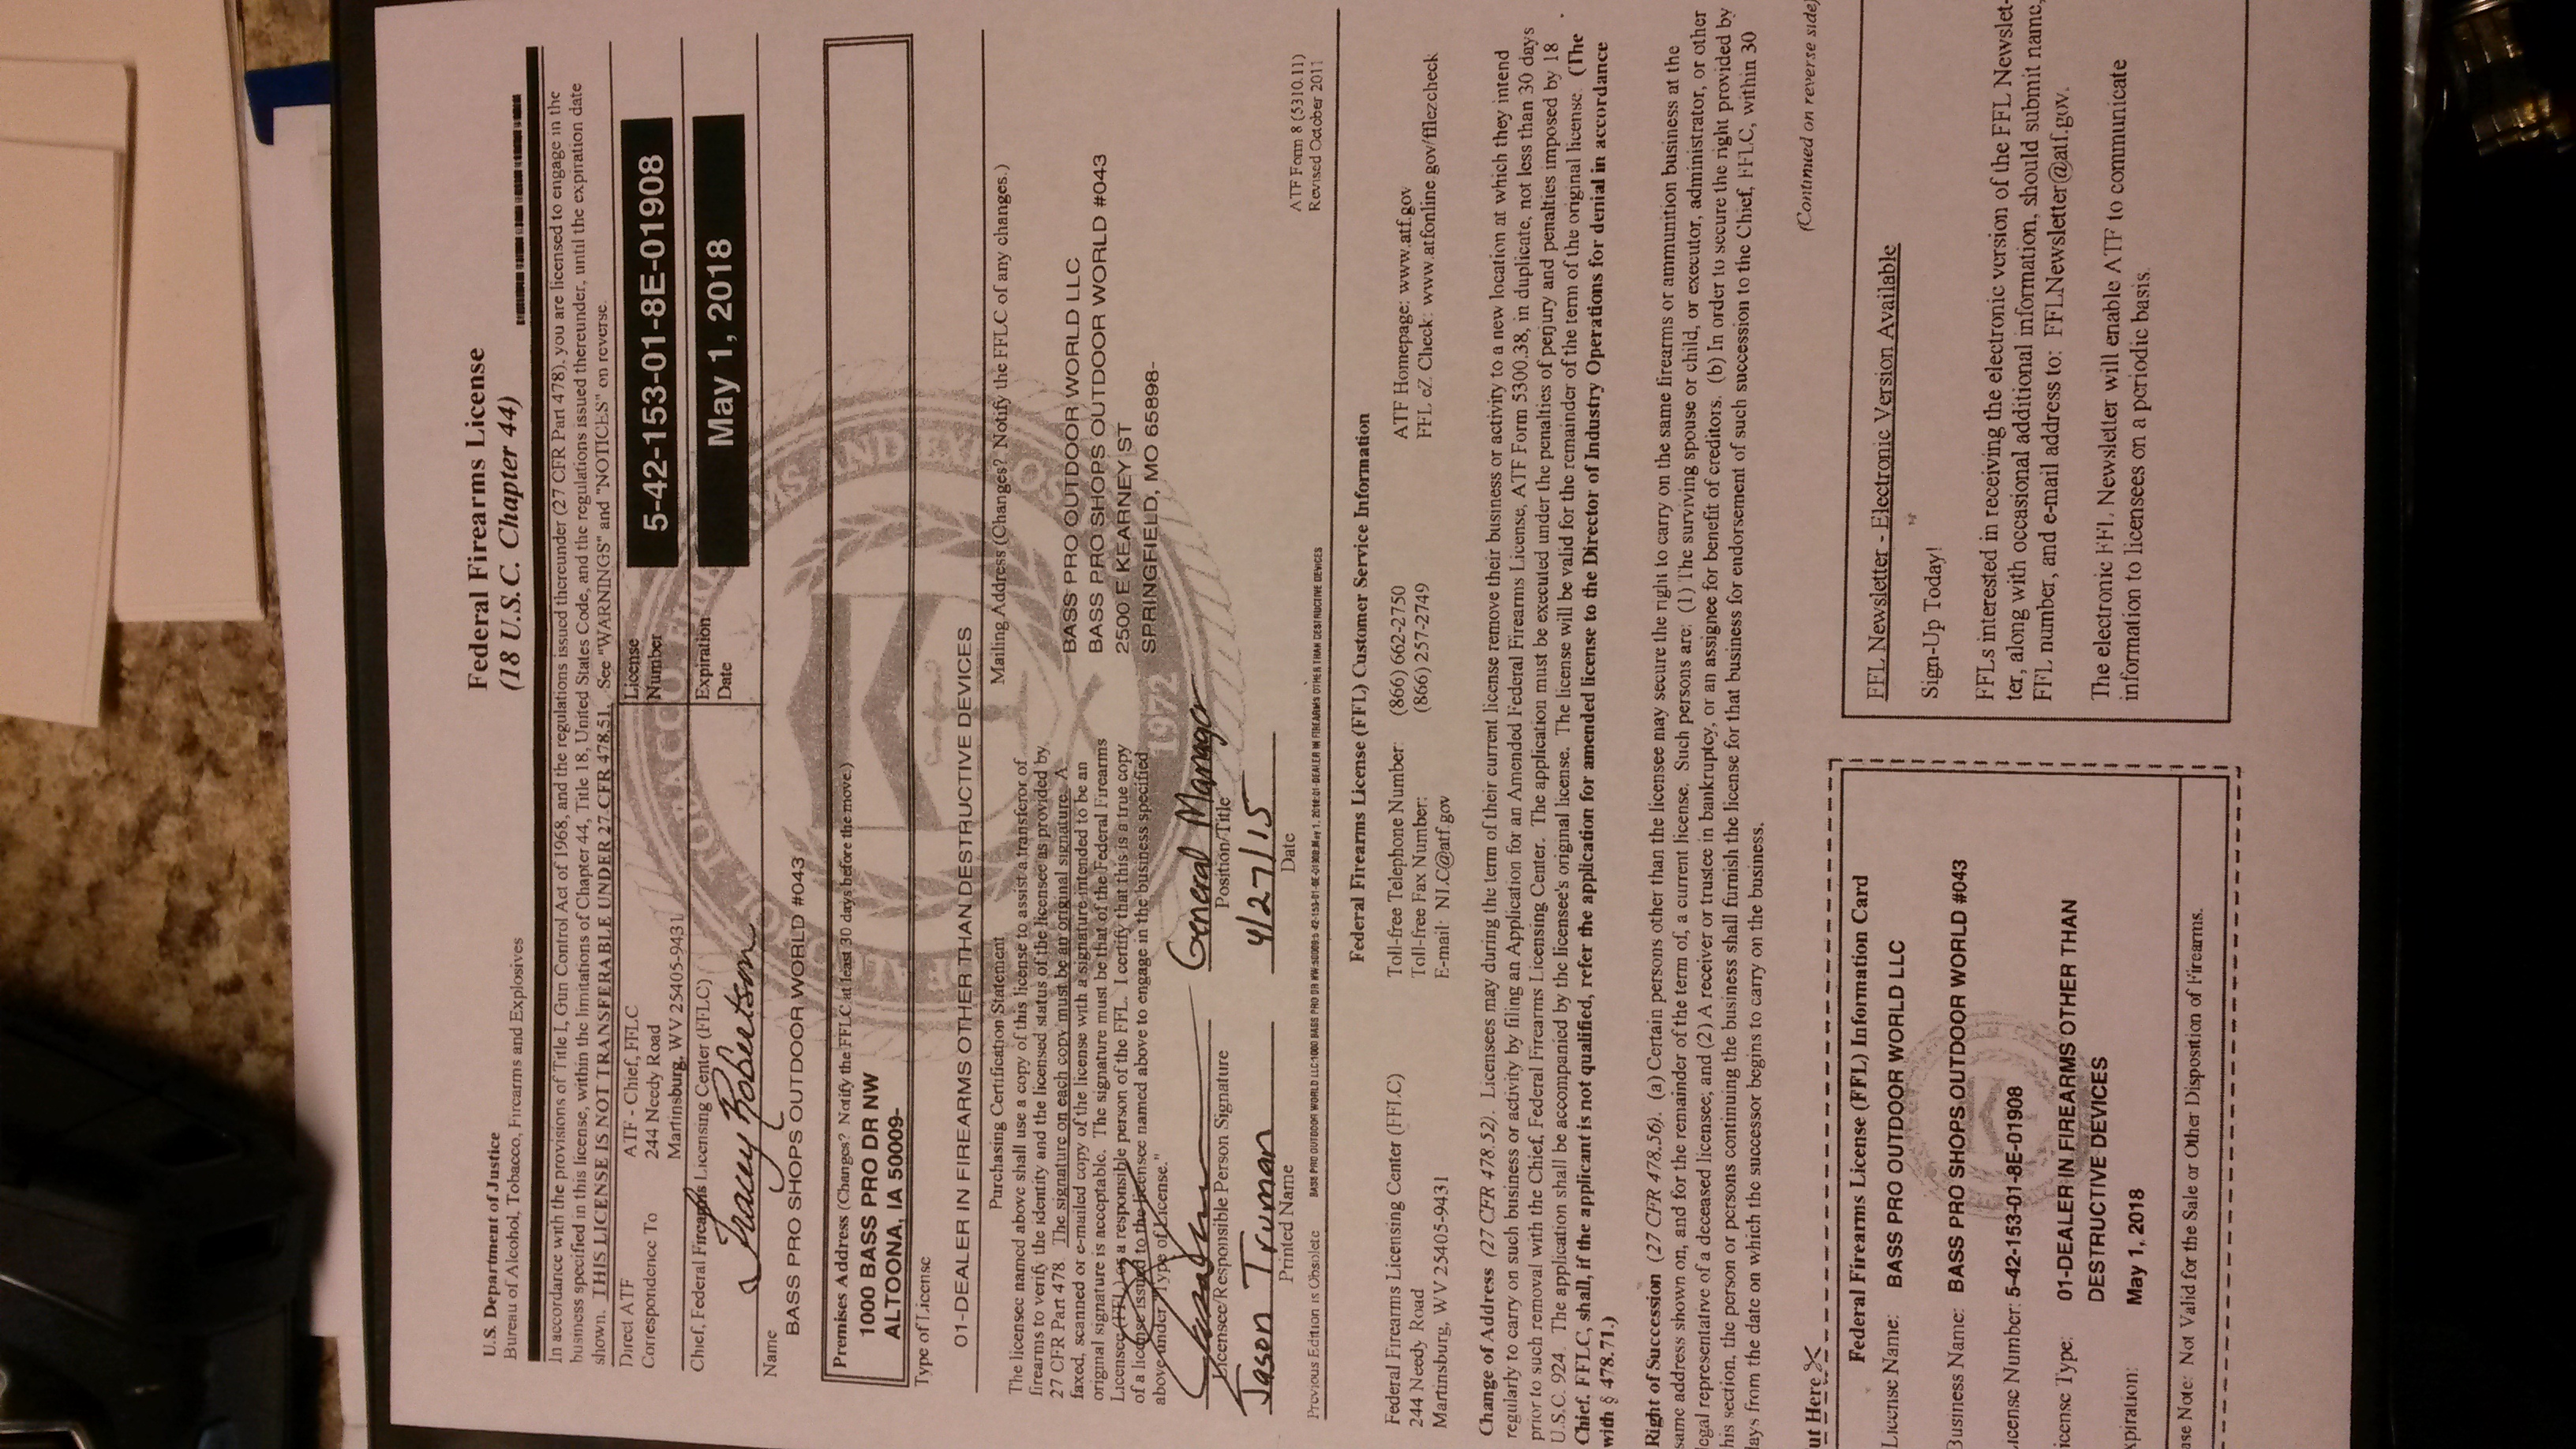 U.S. Department of Justice
Bureau of Alcohol, Tobacco, Firearms and Explosives
Federal Firearms License
(18 U.S.C. Chapter 44)
In accordance with the provisions of Title I, Gun Control Act of 1968, and the regulations issued thereunder (27 CFR Part 478), you are licensed to engage in the
business specified in this license, within the limitations of Chapter 44, Title 18, United States Code, and the regulations issued thereunder, until the expiration date
shown. THIS LICENSE IS NOT TRANSFERABLE UNDER 27 CFR 478.51. See "WARNINGS" and "NOTICES" on reverse.
Direct ATF
Correspondence To
ATF - Chief, FFLC
244 Needy Road
Martinsburg, WV 25405-9431
License
Number
5-42-153-01-8E-01908
Chief, Federal Firearms Licensing Center (FFLC)
Tracey Robertson
Expiration
Date
May 1, 2018
Name
BASS PRO SHOPS OUTDOOR WORLD #043
Premises Address (Changes? Notify the FFLC at least 30 days before the move.)
1000 BASS PRO DR NW
ALTOONA, IA 50009-
Type of License
01-DEALER IN FIREARMS OTHER THAN DESTRUCTIVE DEVICES
Purchasing Certification Statement
The licensee named above shall use a copy of this license to assist a transferor of
firearms to verify the identity and the licensed status of the licensee as provided by
27 CFR Part 478. The signature on each copy must be an original signature. A
faxed, scanned or e-mailed copy of the license with a signature intended to be an
original signature is acceptable. The signature must be that of the Federal Firearms
Licensee (FFL) or a responsible person of the FFL. I certify that this is a true copy
of a license issued to the licensee named above to engage in the business specified
above under "Type of License."
Mailing Address (Changes? Notify the FFLC of any changes.)
BASS PRO OUTDOOR WORLD LLC
BASS PRO SHOPS OUTDOOR WORLD #043
2500 E KEARNEY ST
SPRINGFIELD, MO 65898-
1972
General Manager
Licensee/Responsible Person Signature
Position/Title
Jason Truman
4/27/15
Printed Name
Date
ATF Form 8 (5310.11)
Revised October 2011
Previous Edition is Obsolete
BASS PRO OUTDOOR WORLD LLC:1000 BASS PRO DR NW:50009:5-42-153-01-8E-01908:May 1, 2018:01-DEALER IN FIREARMS OTHER THAN DESTRUCTIVE DEVICES
Federal Firearms License (FFL) Customer Service Information
Federal Firearms Licensing Center (FFLC)
244 Needy Road
Martinsburg, WV 25405-9431
Toll-free Telephone Number: (866) 662-2750
Toll-free Fax Number: (866) 257-2749
E-mail: NLC@atf.gov
ATF Homepage: www.atf.gov
FFL eZ Check: www.atfonline.gov/fflezcheck
Change of Address (27 CFR 478.52). Licensees may during the term of their current license remove their business or activity to a new location at which they intend
regularly to carry on such business or activity by filing an Application for an Amended Federal Firearms License, ATF Form 5300.38, in duplicate, not less than 30 days
prior to such removal with the Chief, Federal Firearms Licensing Center. The application must be executed under the penalties of perjury and penalties imposed by 18
U.S.C. 924. The application shall be accompanied by the licensee's original license. The license will be valid for the remainder of the term of the original license. (The
Chief, FFLC, shall, if the applicant is not qualified, refer the application for amended license to the Director of Industry Operations for denial in accordance
with § 478.71.)
Right of Succession (27 CFR 478.56). (a) Certain persons other than the licensee may secure the right to carry on the same firearms or ammunition business at the
same address shown on, and for the remainder of the term of, a current license. Such persons are: (1) The surviving spouse or child, or executor, administrator, or other
legal representative of a deceased licensee; and (2) A receiver or trustee in bankruptcy, or an assignee for benefit of creditors. (b) In order to secure the right provided by
his section, the person or persons continuing the business shall furnish the license for that business for endorsement of such succession to the Chief, FFLC, within 30
days from the date on which the successor begins to carry on the business.
(Continued on reverse side)
ut Here
Federal Firearms License (FFL) Information Card
License Name: BASS PRO OUTDOOR WORLD LLC
Business Name: BASS PRO SHOPS OUTDOOR WORLD #043
License Number: 5-42-153-01-8E-01908
icense Type: 01-DEALER IN FIREARMS OTHER THAN
DESTRUCTIVE DEVICES
xpiration: May 1, 2018
ase Note: Not Valid for the Sale or Other Disposition of Firearms.
FFL Newsletter - Electronic Version Available
Sign-Up Today!
FFLs interested in receiving the electronic version of the FFL Newslet-
ter, along with occasional additional information, should submit name,
FFL number, and e-mail address to: FFLNewsletter@atf.gov.
The electronic FFL Newsletter will enable ATF to communicate
information to licensees on a periodic basis.